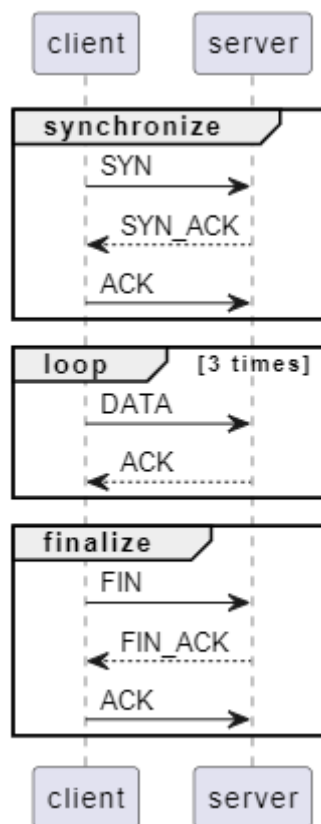 client server
synchronize
SYN
SYN_ACK
ACK
loop [3 times]
DATA
ACK
finalize
FIN
FIN_ACK
ACK
client server